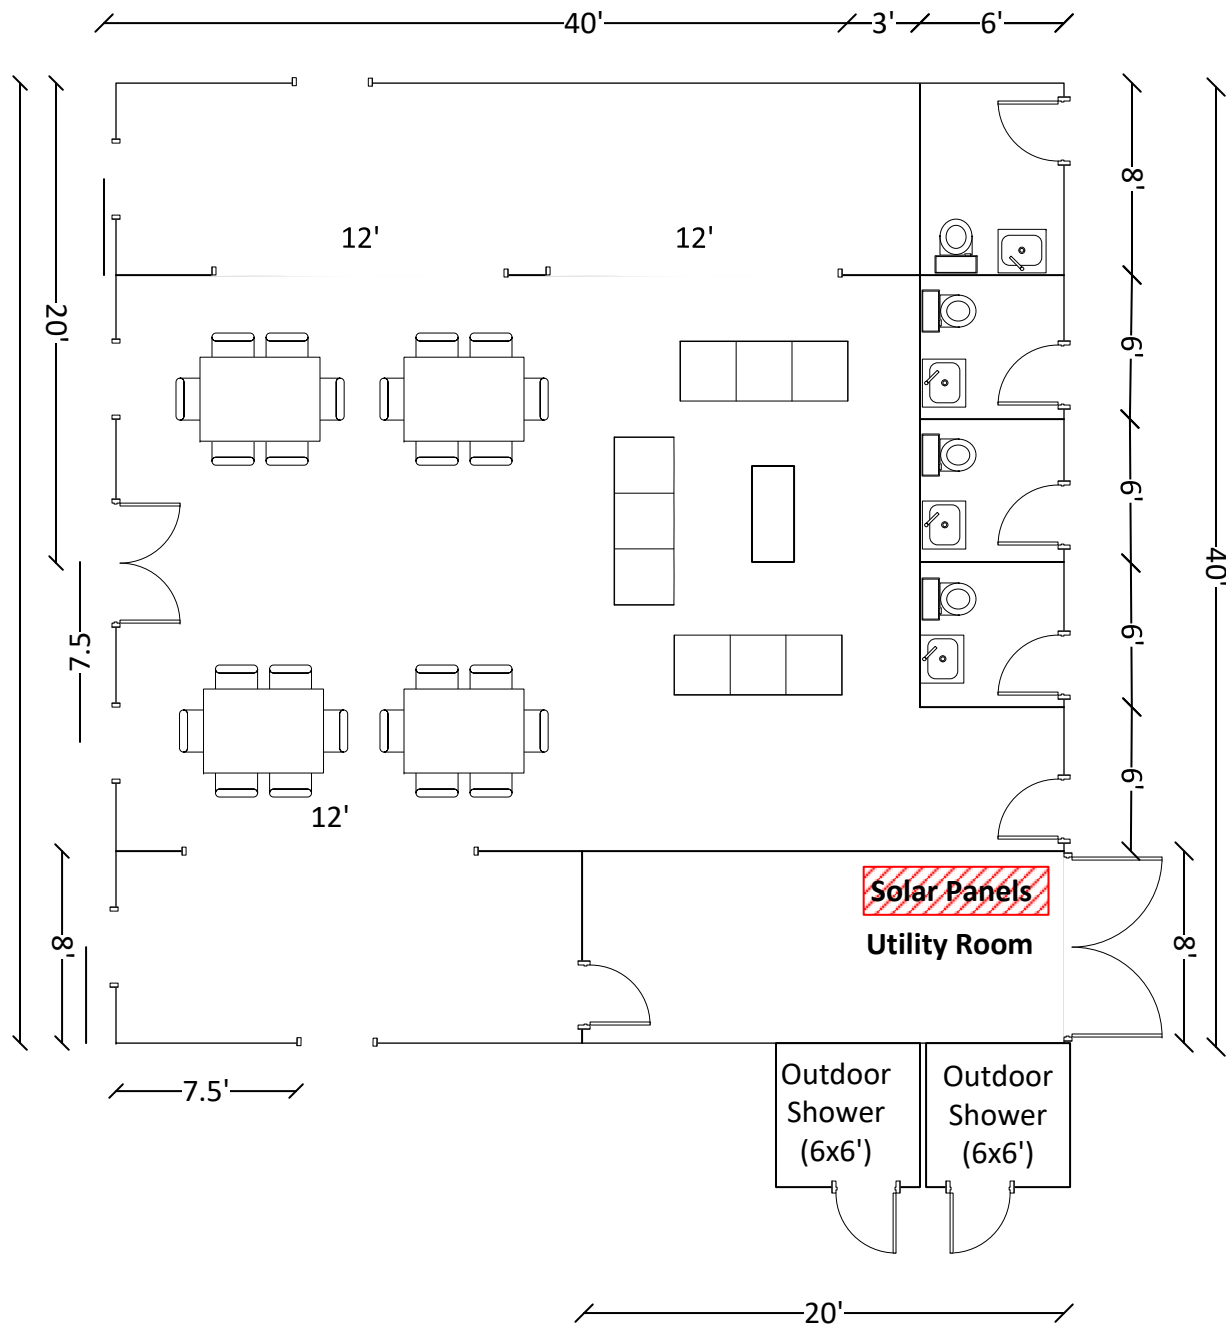 40'
3'
6'
8'
12'
12'
20'
6'
6'
40'
7.5
6'
6'
12'
Solar Panels
8'
Utility Room
8'
7.5'
Outdoor
Shower
(6x6')
Outdoor
Shower
(6x6')
20'